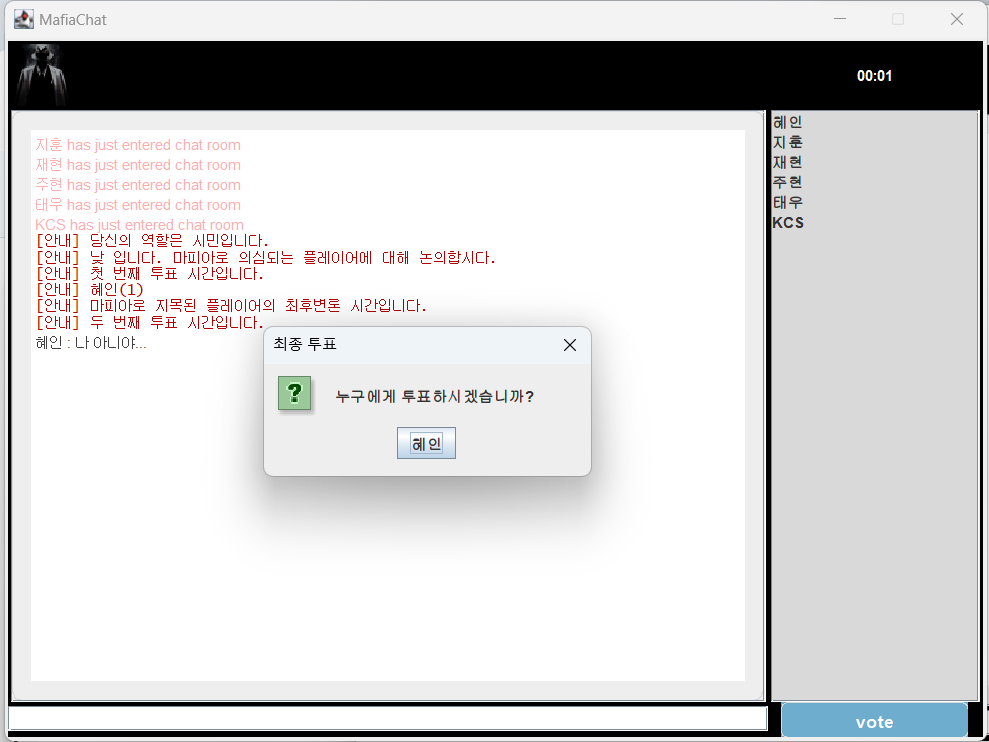 MafiaChat
00:01
지훈 has just entered chat room
재현 has just entered chat room
주현 has just entered chat room
태우 has just entered chat room
KCS has just entered chat room
[안내] 당신의 역할은 시민입니다.
[안내] 낮 입니다. 마피아로 의심되는 플레이어에 대해 논의합시다.
[안내] 첫 번째 투표 시간입니다.
[안내] 혜인(1)
[안내] 마피아로 지목된 플레이어의 최후변론 시간입니다.
[안내] 두 번째 투표 시간입니다.
혜인 : 나 아니야...
최종 투표
?
누구에게 투표하시겠습니까?
혜인
혜인
지훈
재현
주현
태우
KCS
vote